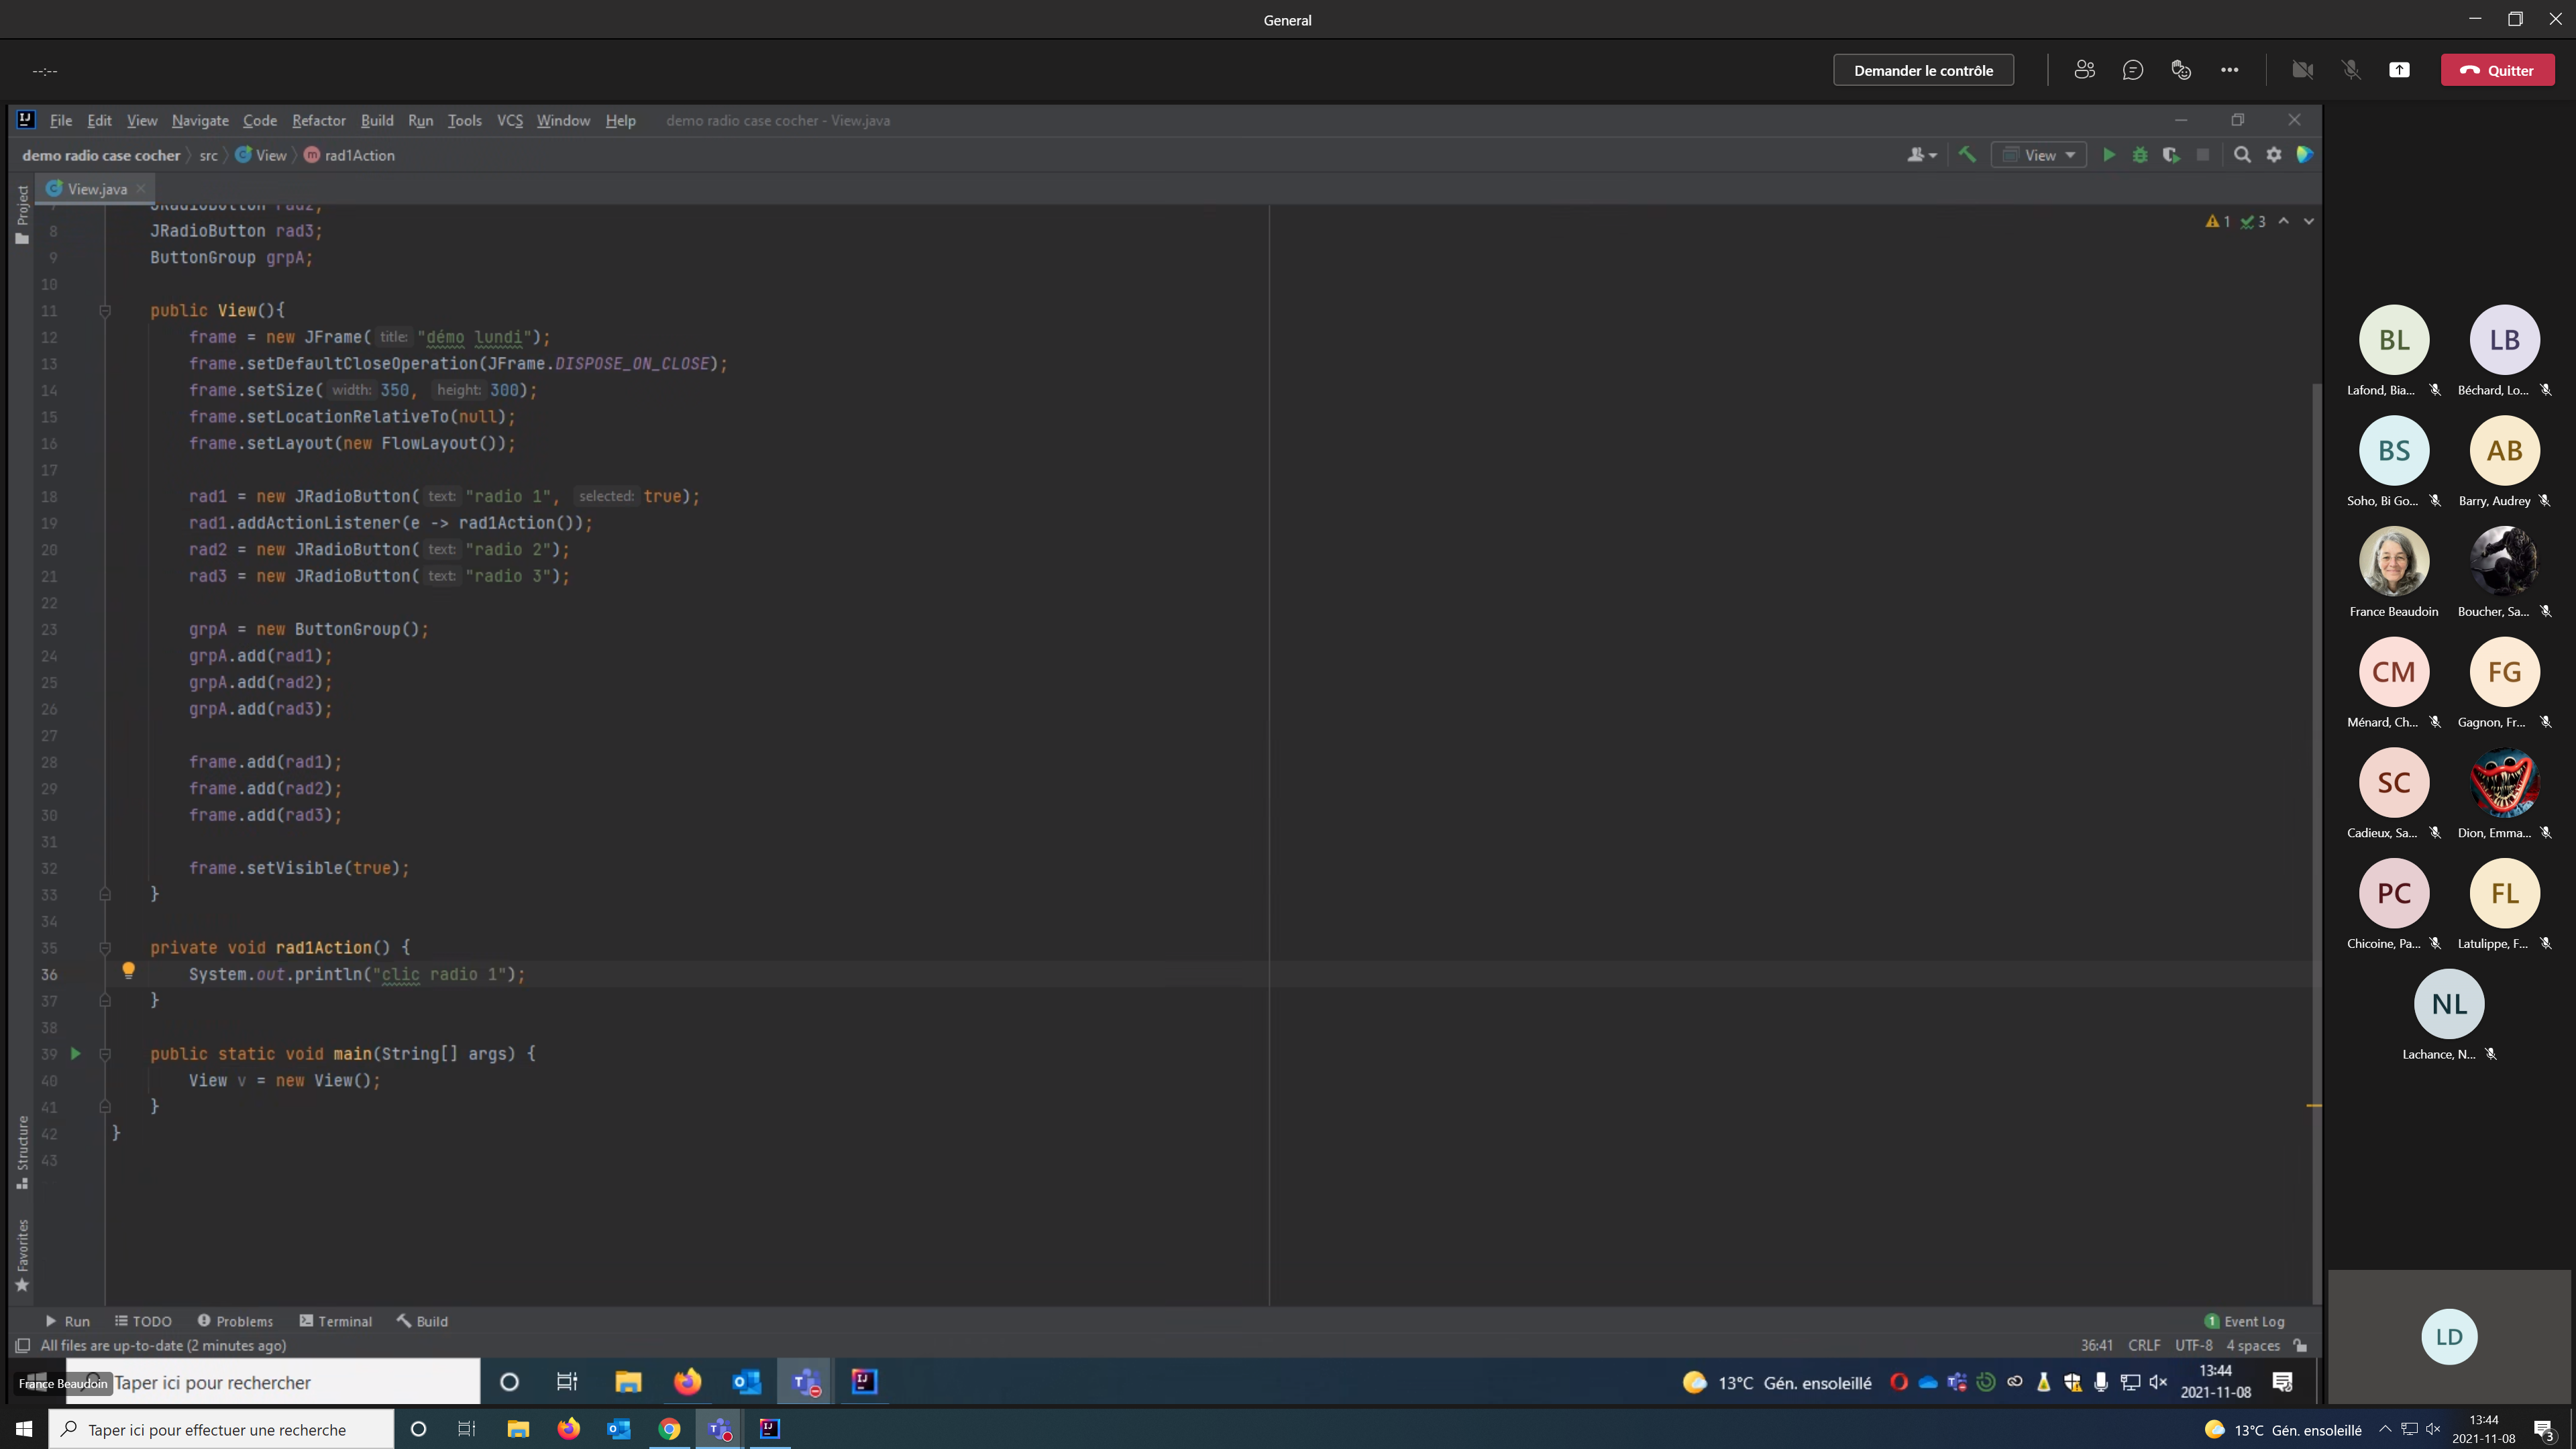 General
--:--
Demander le contrôle
Quitter
File Edit View Navigate Code Refactor Build Run Tools VCS Window Help demo radio case cocher - View.java
demo radio case cocher src View rad1Action
View
View.java
Project
1 3
7 JRadioButton rad2;
8 JRadioButton rad3;
9 ButtonGroup grpA;
10
11 public View(){
12 frame = new JFrame( title: "démo lundi");
13 frame.setDefaultCloseOperation(JFrame.DISPOSE_ON_CLOSE);
14 frame.setSize( width: 350, height: 300);
15 frame.setLocationRelativeTo(null);
16 frame.setLayout(new FlowLayout());
17
18 rad1 = new JRadioButton( text: "radio 1", selected: true);
19 rad1.addActionListener(e -> rad1Action());
20 rad2 = new JRadioButton( text: "radio 2");
21 rad3 = new JRadioButton( text: "radio 3");
22
23 grpA = new ButtonGroup();
24 grpA.add(rad1);
25 grpA.add(rad2);
26 grpA.add(rad3);
27
28 frame.add(rad1);
29 frame.add(rad2);
30 frame.add(rad3);
31
32 frame.setVisible(true);
33 }
34
35 private void rad1Action() {
36 System.out.println("clic radio 1");
37 }
38
39 public static void main(String[] args) {
40 View v = new View();
41 }
42 }
43
Structure
Favorites
Run TODO Problems Terminal Build
1 Event Log
All files are up-to-date (2 minutes ago)
36:41 CRLF UTF-8 4 spaces
France Beaudoin
Taper ici pour rechercher
13°C Gén. ensoleillé
13:44
2021-11-08
BL LB
Lafond, Bia... Béchard, Lo...
BS AB
Soho, Bi Go... Barry, Audrey
France Beaudoin Boucher, Sa...
CM FG
Ménard, Ch... Gagnon, Fr...
SC
Cadieux, Sa... Dion, Emma...
PC FL
Chicoine, Pa... Latulippe, F...
NL
Lachance, N...
LD
Taper ici pour effectuer une recherche
13°C Gén. ensoleillé
13:44
2021-11-08
3